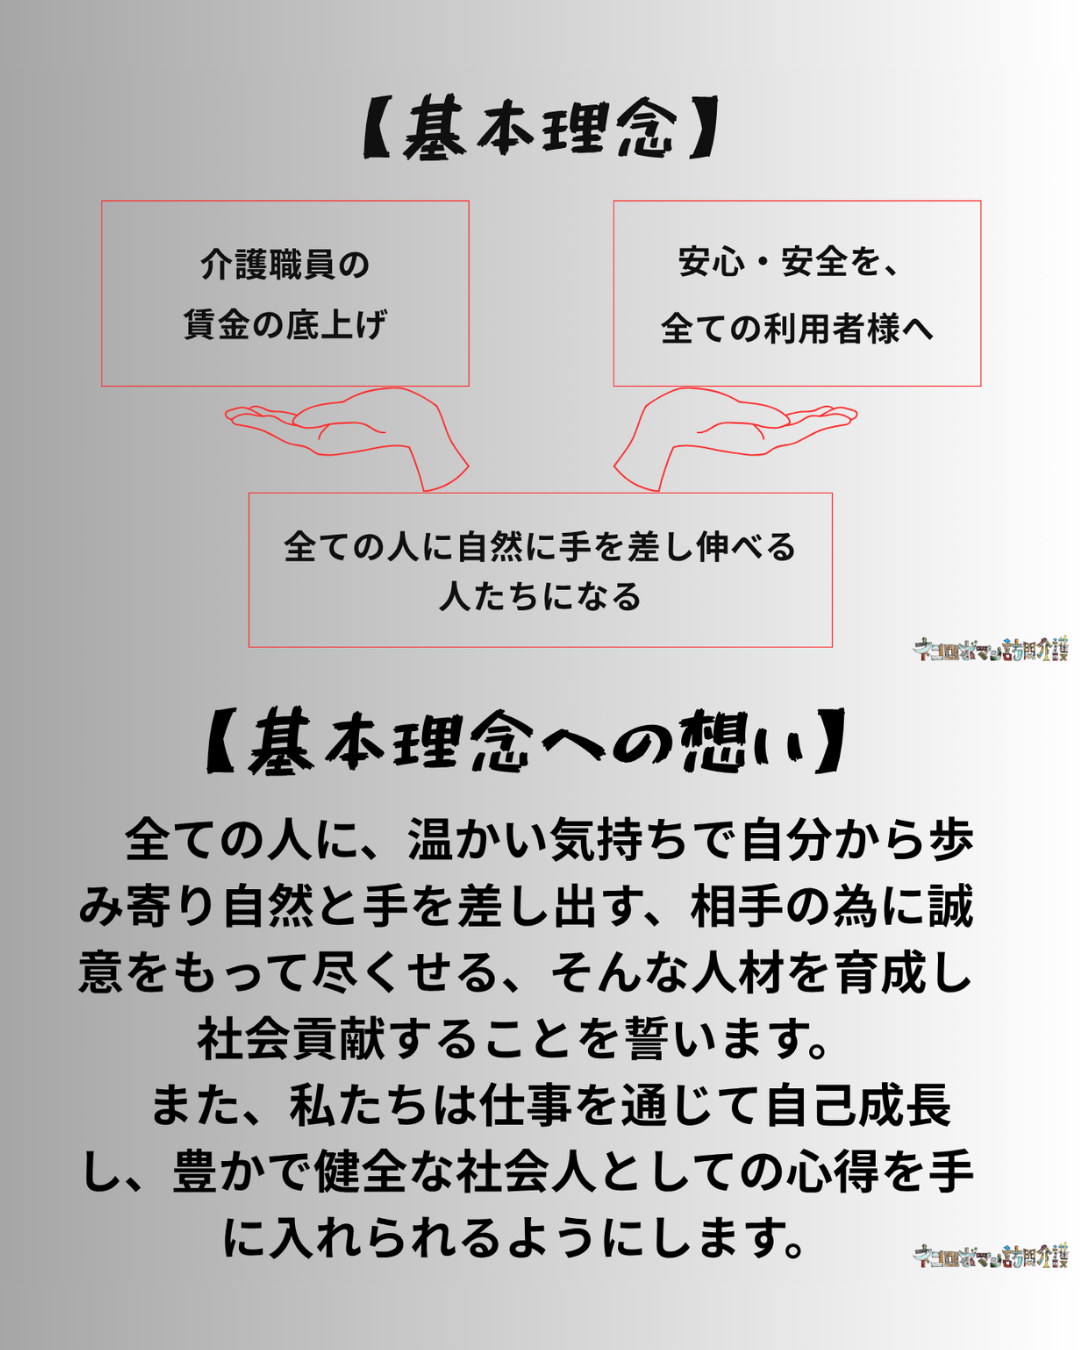 【基本理念】
介護職員の
賃金の底上げ
安心・安全を、
全ての利用者様へ
全ての人に自然に手を差し伸べる
人たちになる
ネコロボマン訪問介護
【基本理念への想い】
全ての人に、温かい気持ちで自分から歩
み寄り自然と手を差し出す、相手の為に誠
意をもって尽くせる、そんな人材を育成し
社会貢献することを誓います。
また、私たちは仕事を通じて自己成長
し、豊かで健全な社会人としての心得を手
に入れられるようにします。
ネコロボマン訪問介護